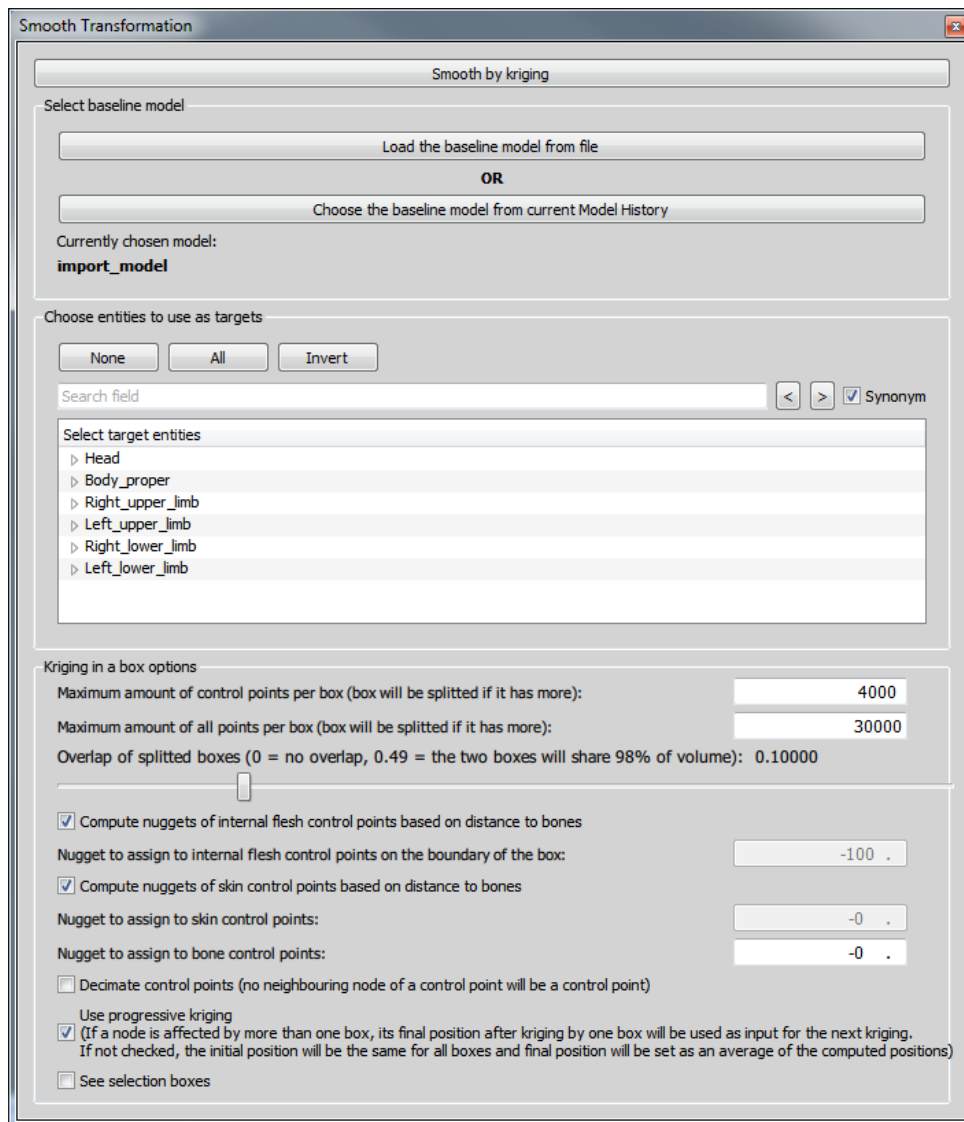 Smooth Transformation
Smooth by kriging
Select baseline model
Load the baseline model from file
OR
Choose the baseline model from current Model History
Currently chosen model:
import_model
Choose entities to use as targets
None All Invert
Search field < > Synonym
Select target entities
Head
Body_proper
Right_upper_limb
Left_upper_limb
Right_lower_limb
Left_lower_limb
Kriging in a box options
Maximum amount of control points per box (box will be splitted if it has more): 4000
Maximum amount of all points per box (box will be splitted if it has more): 30000
Overlap of splitted boxes (0 = no overlap, 0.49 = the two boxes will share 98% of volume): 0.10000
Compute nuggets of internal flesh control points based on distance to bones
Nugget to assign to internal flesh control points on the boundary of the box: -100 .
Compute nuggets of skin control points based on distance to bones
Nugget to assign to skin control points: -0 .
Nugget to assign to bone control points: -0 .
Decimate control points (no neighbouring node of a control point will be a control point)
Use progressive kriging
(If a node is affected by more than one box, its final position after kriging by one box will be used as input for the next kriging.
If not checked, the initial position will be the same for all boxes and final position will be set as an average of the computed positions)
See selection boxes